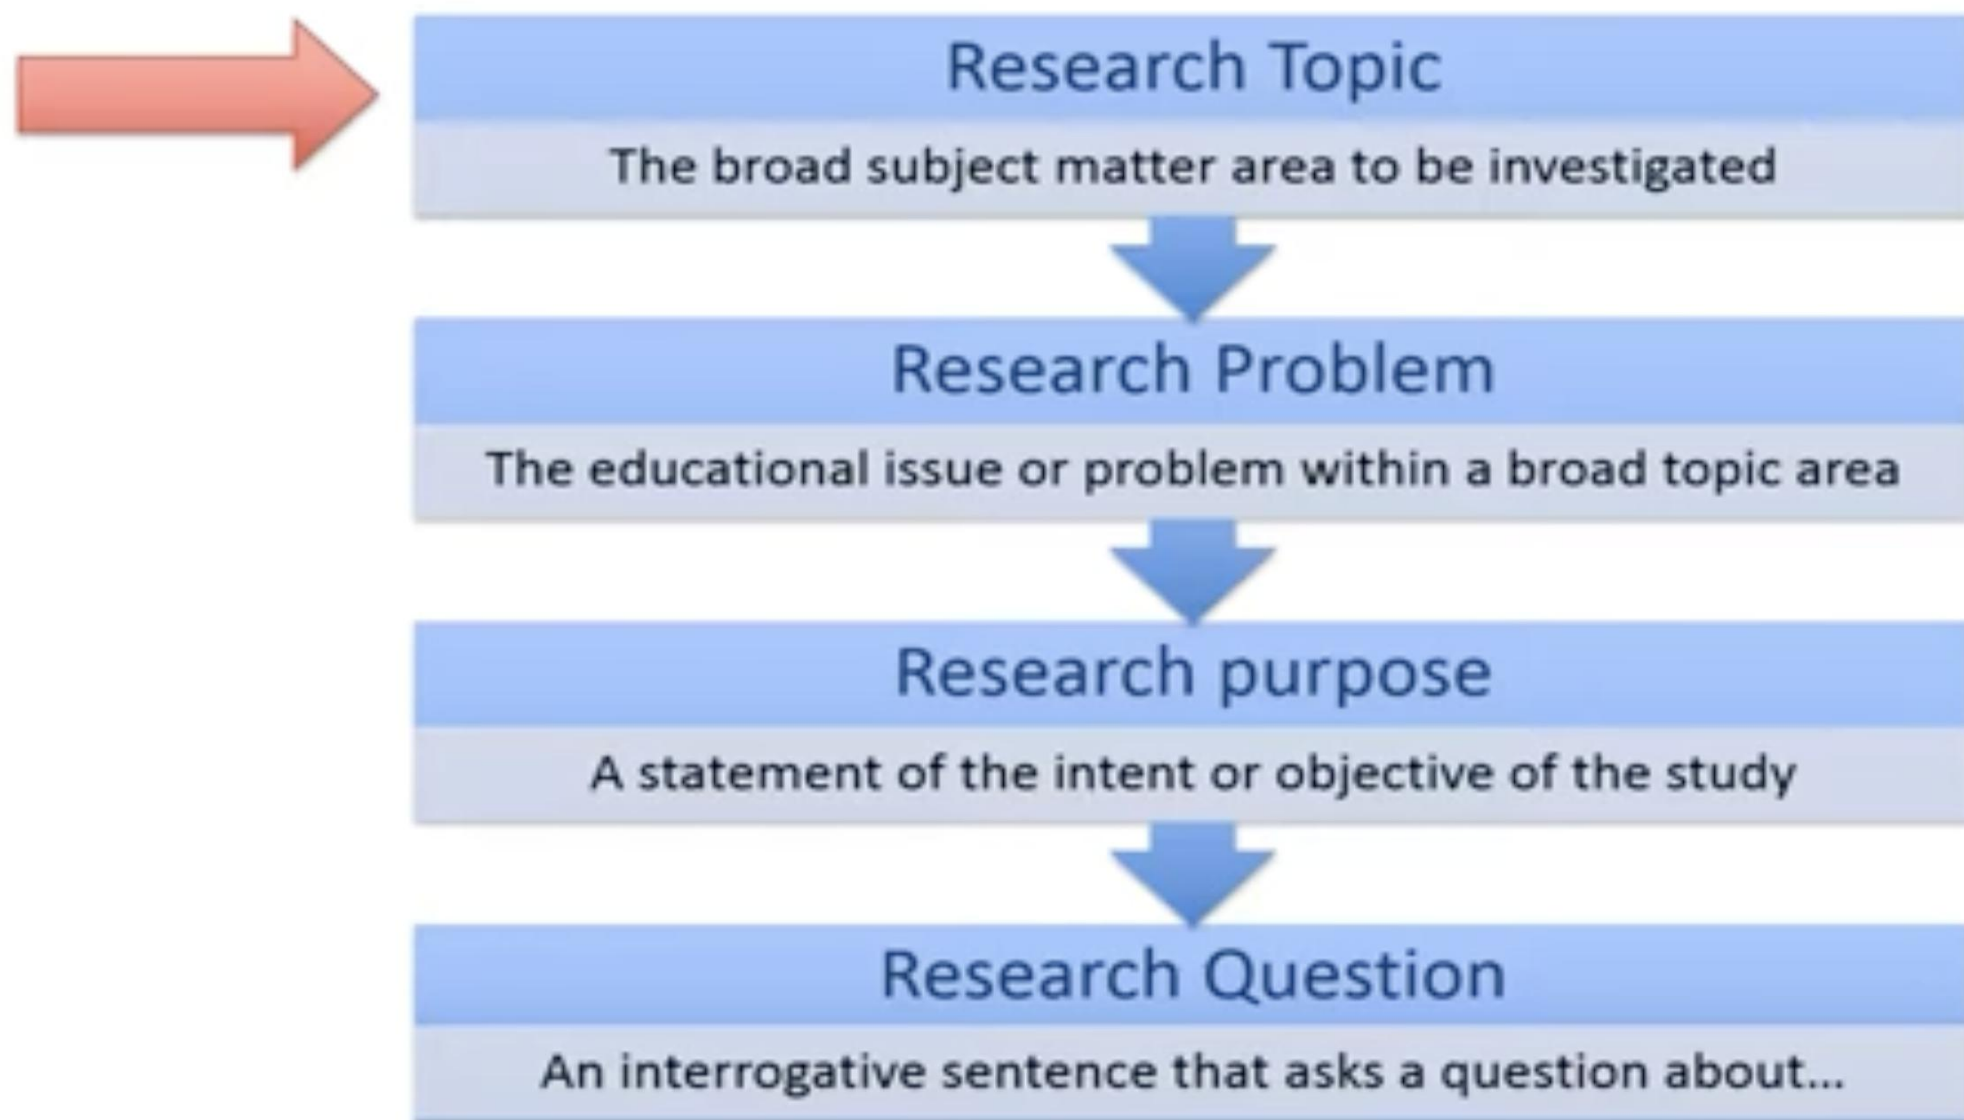 Research Topic
The broad subject matter area to be investigated
Research Problem
The educational issue or problem within a broad topic area
Research purpose
A statement of the intent or objective of the study
Research Question
An interrogative sentence that asks a question about...